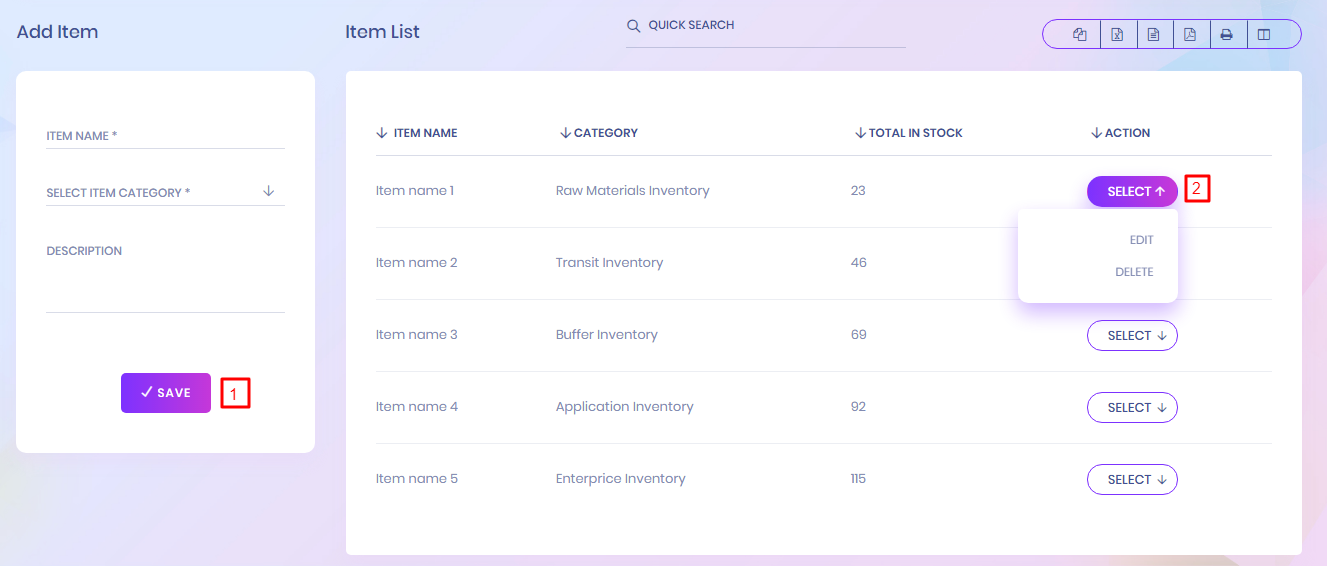 Add Item
Item List
QUICK SEARCH
ITEM NAME *
SELECT ITEM CATEGORY *
DESCRIPTION
SAVE
1
ITEM NAME CATEGORY TOTAL IN STOCK ACTION
Item name 1 Raw Materials Inventory 23 SELECT
2
EDIT
DELETE
Item name 2 Transit Inventory 46
Item name 3 Buffer Inventory 69 SELECT
Item name 4 Application Inventory 92 SELECT
Item name 5 Enterprice Inventory 115 SELECT